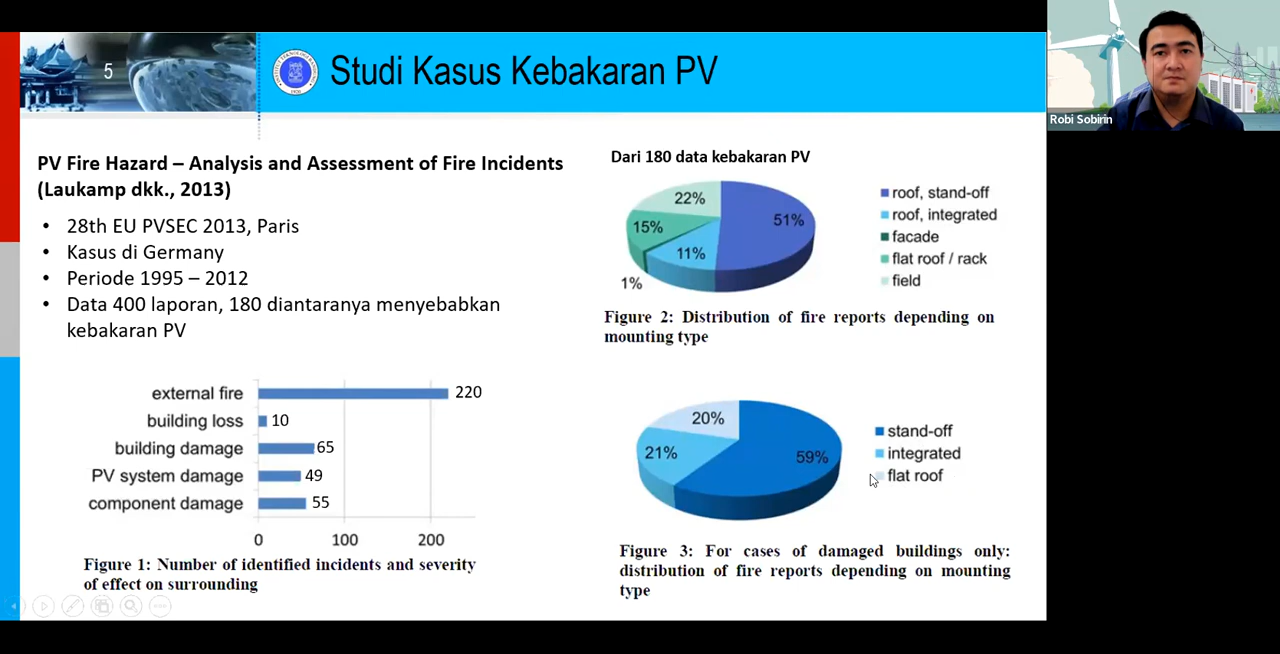 5
Studi Kasus Kebakaran PV
Robi Sobirin
PV Fire Hazard – Analysis and Assessment of Fire Incidents
(Laukamp dkk., 2013)
• 28th EU PVSEC 2013, Paris
• Kasus di Germany
• Periode 1995 – 2012
• Data 400 laporan, 180 diantaranya menyebabkan
kebakaran PV
external fire 220
building loss 10
building damage 65
PV system damage 49
component damage 55
0 100 200
Figure 1: Number of identified incidents and severity
of effect on surrounding
Dari 180 data kebakaran PV
22%
51%
15%
11%
1%
roof, stand-off
roof, integrated
facade
flat roof / rack
field
Figure 2: Distribution of fire reports depending on
mounting type
20%
21%
59%
stand-off
integrated
flat roof
Figure 3: For cases of damaged buildings only:
distribution of fire reports depending on mounting
type